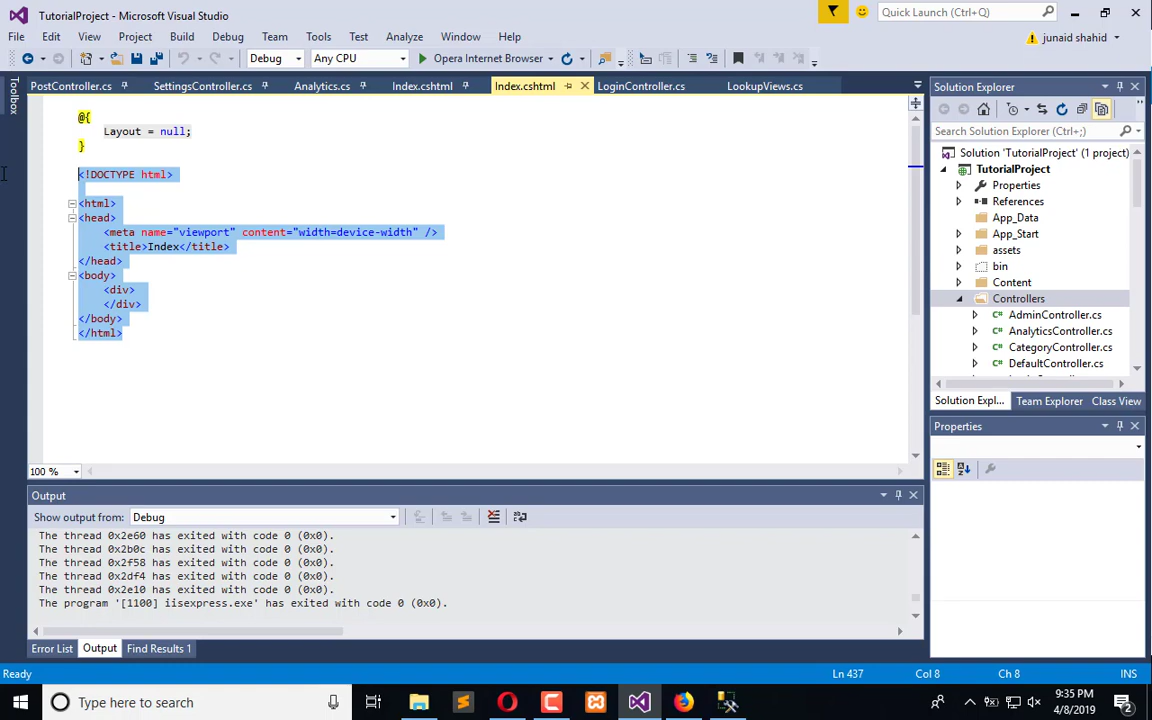 TutorialProject - Microsoft Visual Studio
Quick Launch (Ctrl+;)
File Edit View Project Build Debug Team Tools Test Analyze Window Help
junaid shahid
Debug Any CPU Opera Internet Browser
Toolbox
PostController.cs SettingsController.cs Analytics.cs Index.cshtml Index.cshtml LoginController.cs LookupViews.cs
@{
Layout = null;
}
<!DOCTYPE html>
<html>
<head>
<meta name="viewport" content="width=device-width" />
<title>Index</title>
</head>
<body>
<div>
</div>
</body>
</html>
100 %
Solution Explorer
Search Solution Explorer (Ctrl+;)
Solution 'TutorialProject' (1 project)
TutorialProject
Properties
References
App_Data
App_Start
assets
bin
Content
Controllers
AdminController.cs
AnalyticsController.cs
CategoryController.cs
DefaultController.cs
Solution Expl... Team Explorer Class View
Properties
Output
Show output from: Debug
The thread 0x2e60 has exited with code 0 (0x0).
The thread 0x2b0c has exited with code 0 (0x0).
The thread 0x2f58 has exited with code 0 (0x0).
The thread 0x2df4 has exited with code 0 (0x0).
The thread 0x2e10 has exited with code 0 (0x0).
The program '[1100] iisexpress.exe' has exited with code 0 (0x0).
Error List Output Find Results 1
Ready Ln 437 Col 8 Ch 8 INS
Type here to search
9:35 PM
4/8/2019
2